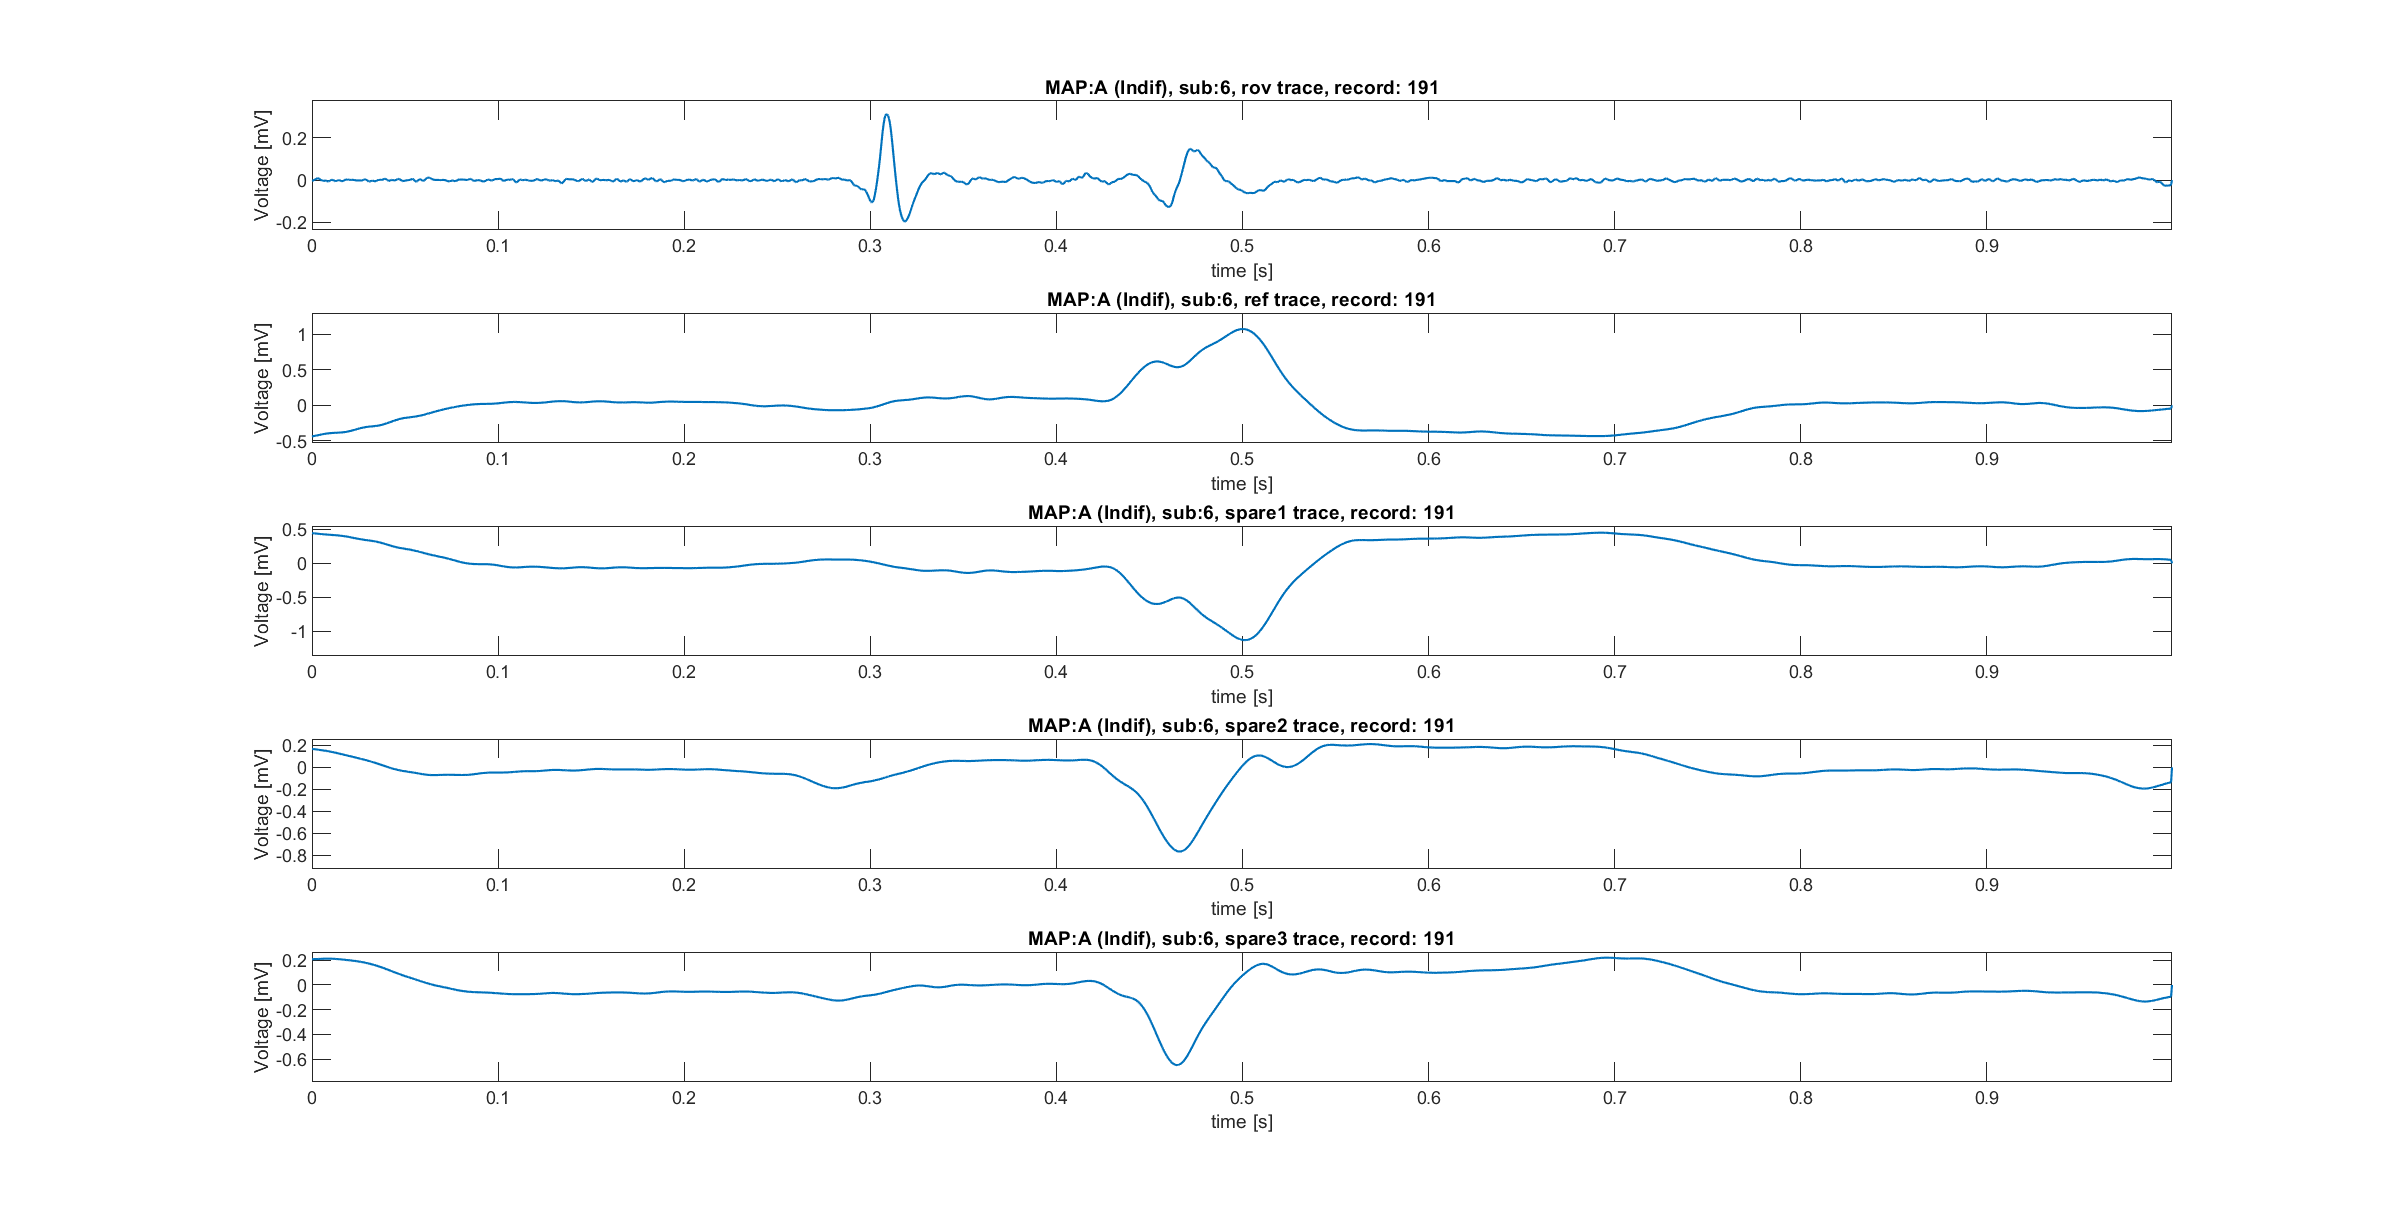 MAP:A (Indif), sub:6, rov trace, record: 191
Voltage [mV]
0.2
0
-0.2
0 0.1 0.2 0.3 0.4 0.5 0.6 0.7 0.8 0.9
time [s]
MAP:A (Indif), sub:6, ref trace, record: 191
Voltage [mV]
1
0.5
0
-0.5
0 0.1 0.2 0.3 0.4 0.5 0.6 0.7 0.8 0.9
time [s]
MAP:A (Indif), sub:6, spare1 trace, record: 191
Voltage [mV]
0.5
0
-0.5
-1
0 0.1 0.2 0.3 0.4 0.5 0.6 0.7 0.8 0.9
time [s]
MAP:A (Indif), sub:6, spare2 trace, record: 191
Voltage [mV]
0.2
0
-0.2
-0.4
-0.6
-0.8
0 0.1 0.2 0.3 0.4 0.5 0.6 0.7 0.8 0.9
time [s]
MAP:A (Indif), sub:6, spare3 trace, record: 191
Voltage [mV]
0.2
0
-0.2
-0.4
-0.6
0 0.1 0.2 0.3 0.4 0.5 0.6 0.7 0.8 0.9
time [s]